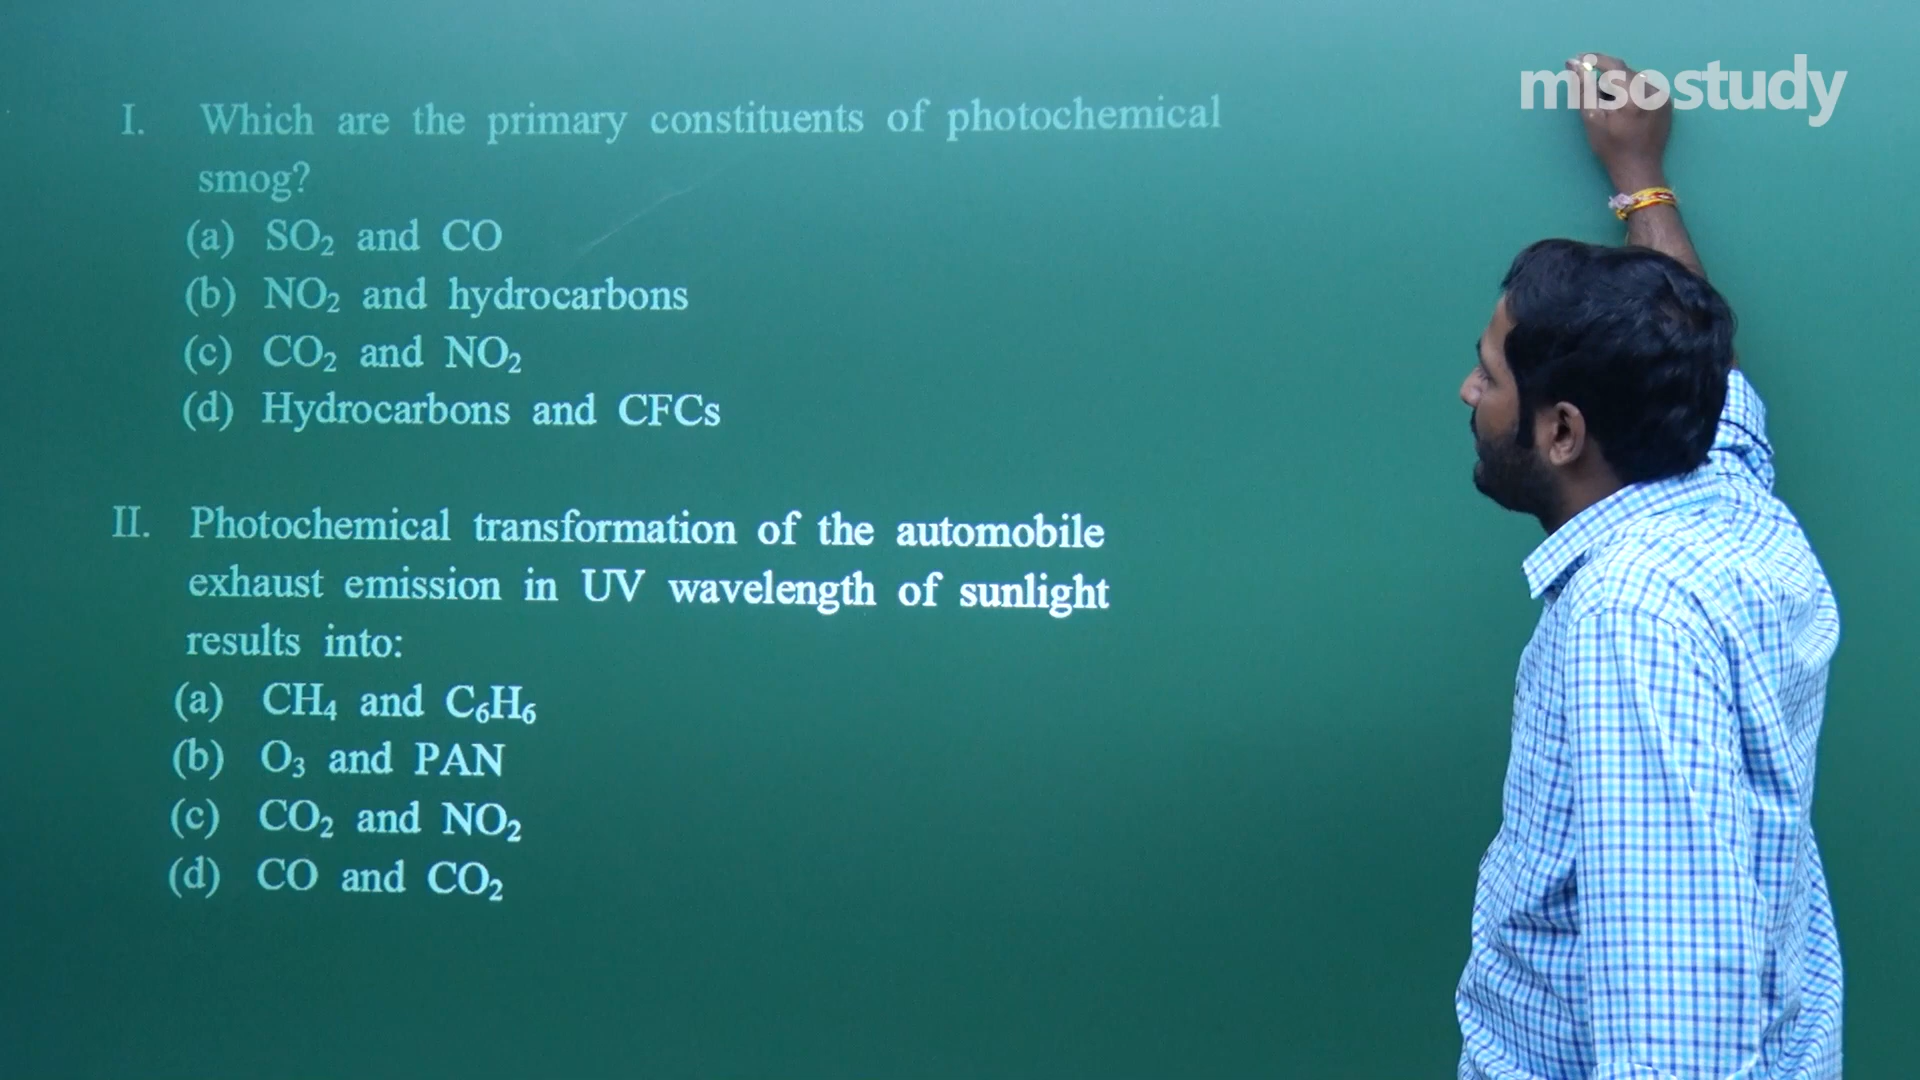 misostudy
I. Which are the primary constituents of photochemical
smog?
(a) SO₂ and CO
(b) NO₂ and hydrocarbons
(c) CO₂ and NO₂
(d) Hydrocarbons and CFCs
II. Photochemical transformation of the automobile
exhaust emission in UV wavelength of sunlight
results into:
(a) CH₄ and C₆H₆
(b) O₃ and PAN
(c) CO₂ and NO₂
(d) CO and CO₂